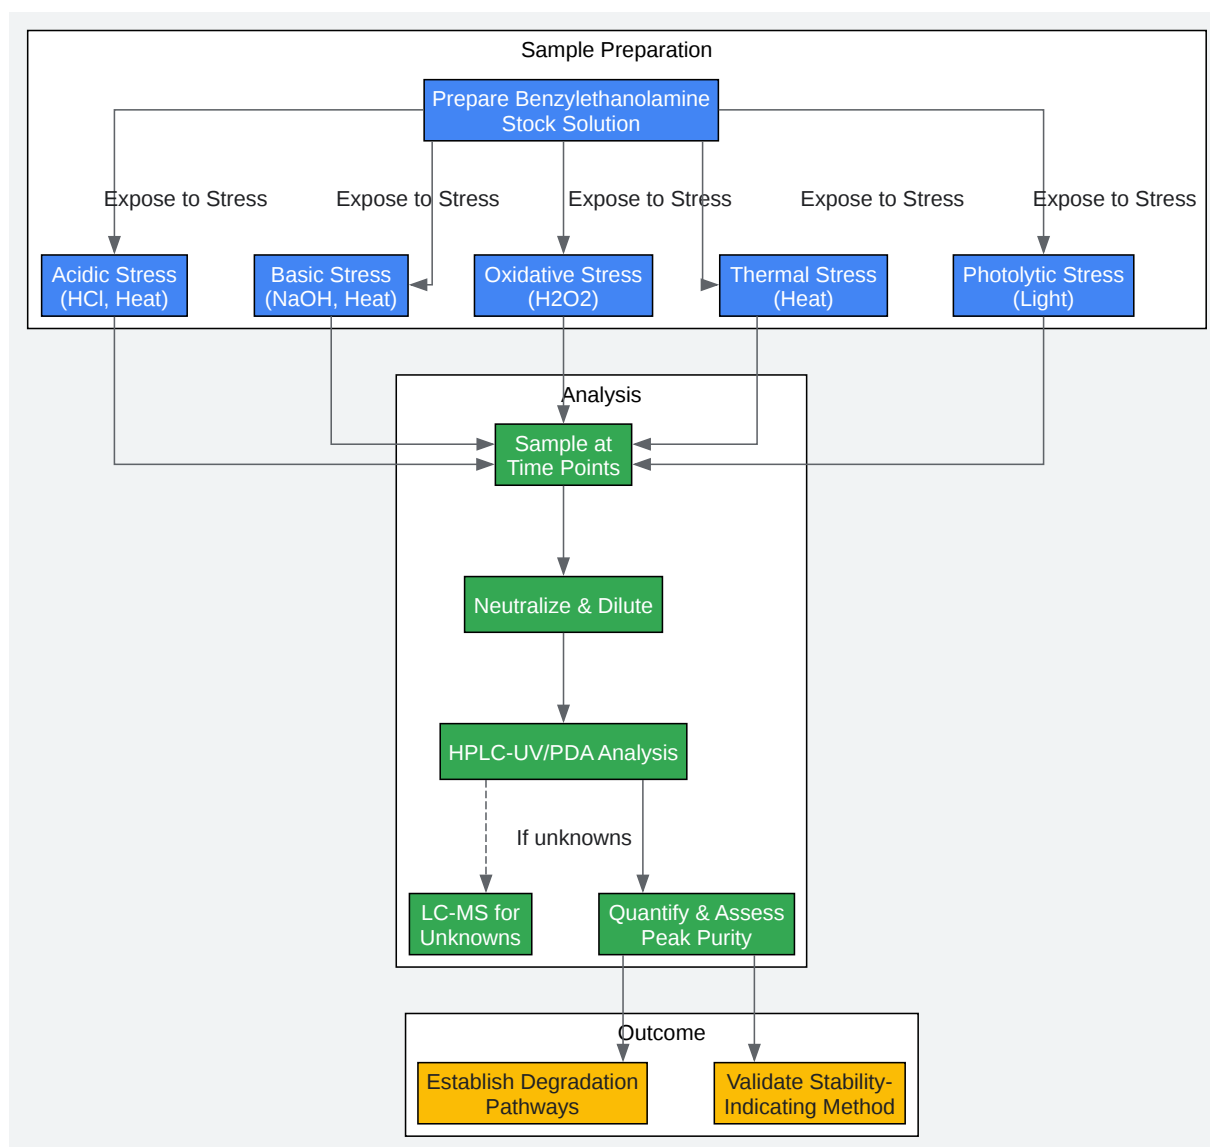 Sample Preparation
Prepare Benzylethanolamine
Stock Solution
Expose to Stress
Expose to Stress
Expose to Stress
Expose to Stress
Expose to Stress
Acidic Stress
(HCl, Heat)
Basic Stress
(NaOH, Heat)
Oxidative Stress
(H2O2)
Thermal Stress
(Heat)
Photolytic Stress
(Light)
Analysis
Sample at
Time Points
Neutralize & Dilute
HPLC-UV/PDA Analysis
If unknowns
LC-MS for
Unknowns
Quantify & Assess
Peak Purity
Outcome
Establish Degradation
Pathways
Validate Stability-
Indicating Method